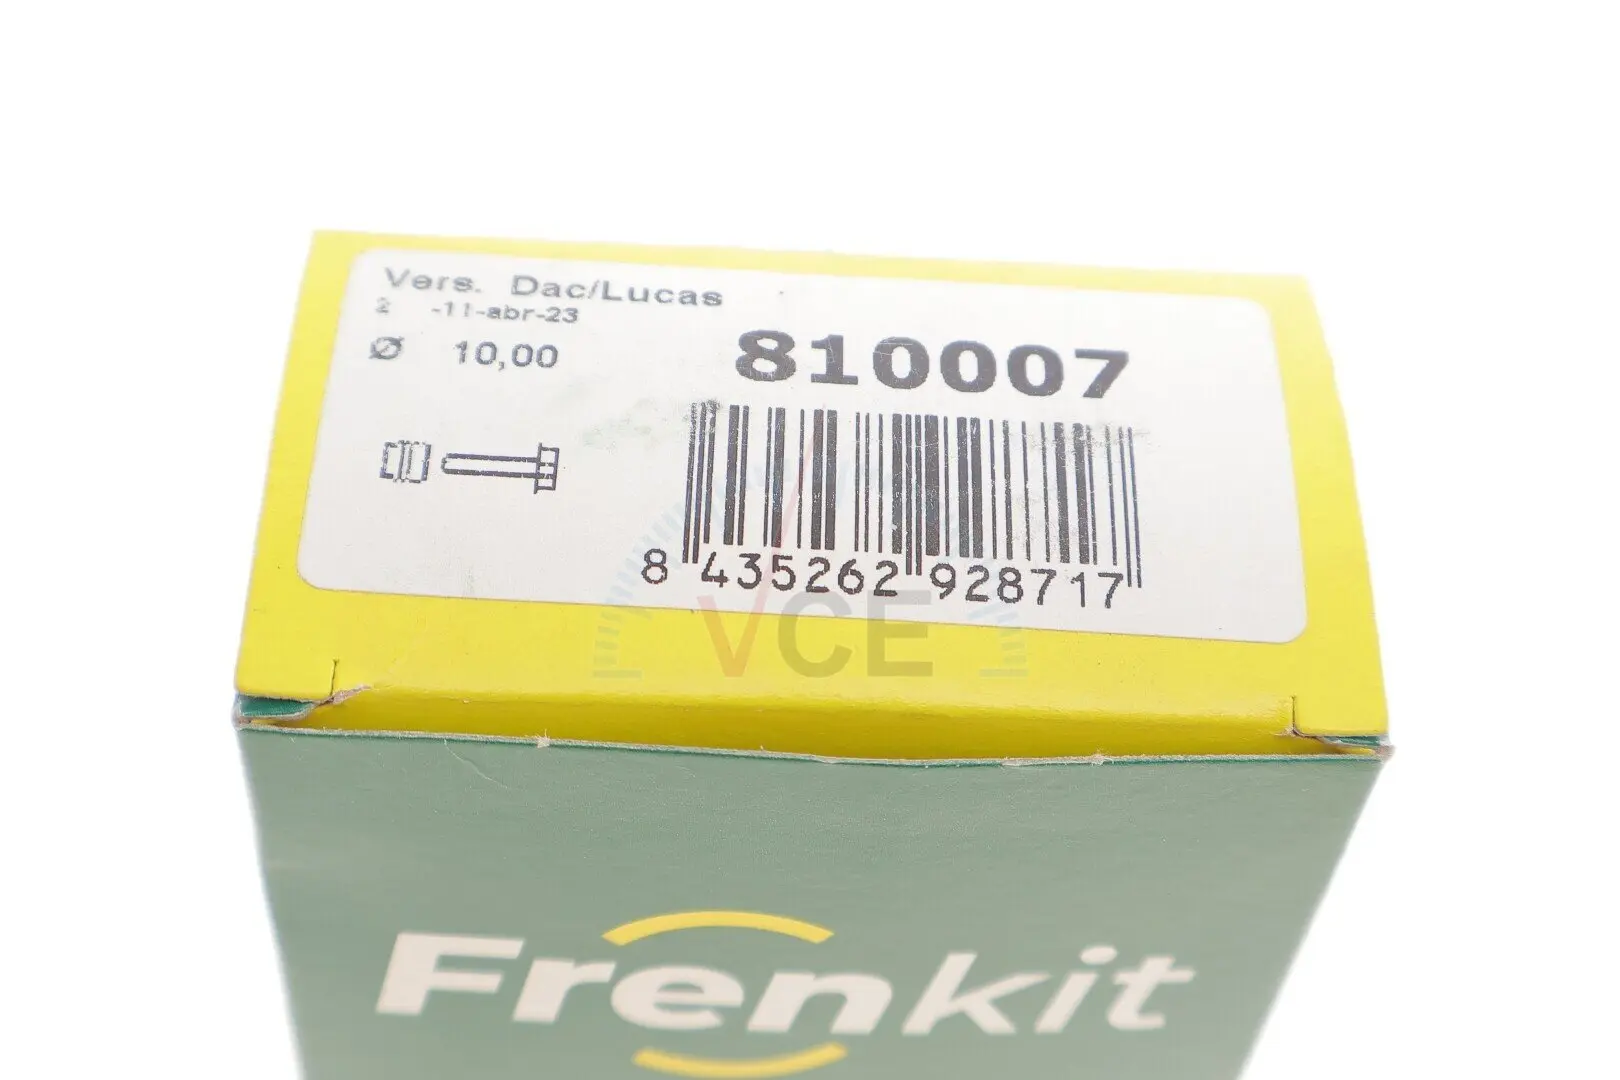 Vers. Dac/Lucas
2 -11-abr-23
Ø 10,00
810007
8 435262 928717
VCE
Frenkit